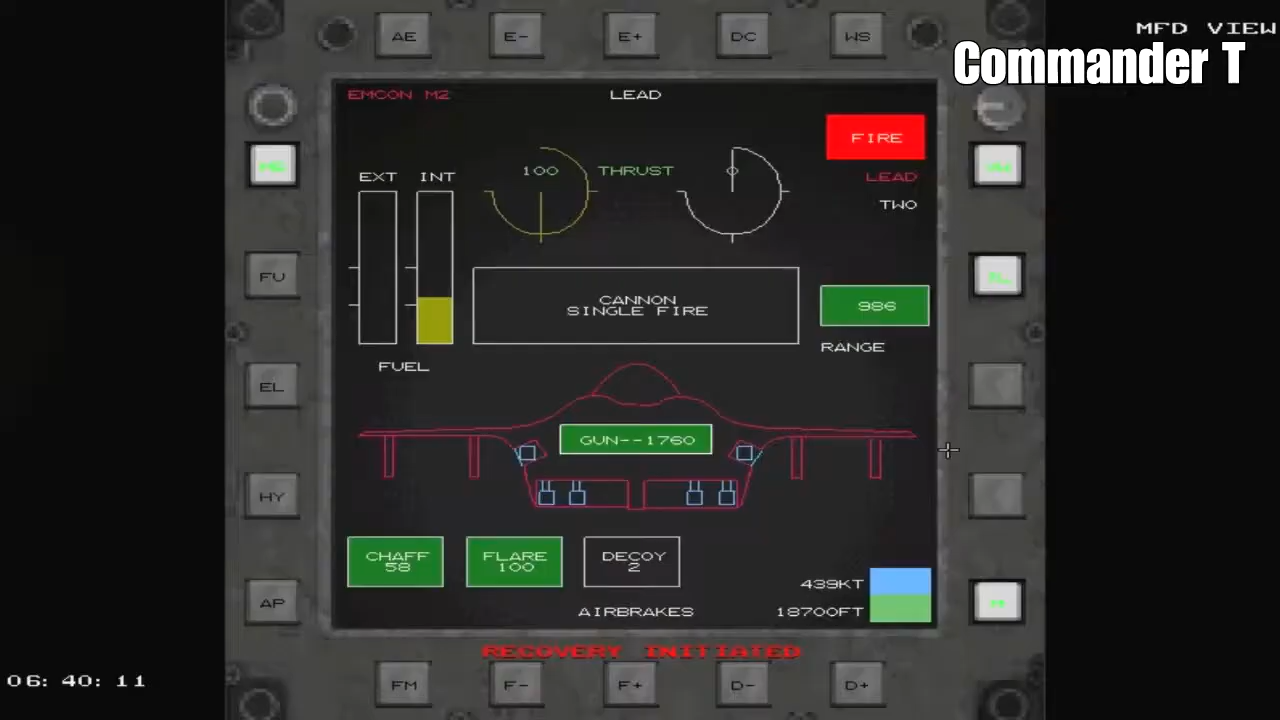 AE E- E+ DC WS
MFD VIEW
Commander T
EMCON M2 LEAD
FIRE
EXT INT 100 THRUST 0 LEAD
TWO
FU
CANNON
SINGLE FIRE
986
RANGE
FUEL
EL
GUN--1760
HY
CHAFF
58
FLARE
100
DECOY
2
439KT
AP
AIRBRAKES 18700FT
RECOVERY INITIATED
06:40:11
FM F- F+ D- D+